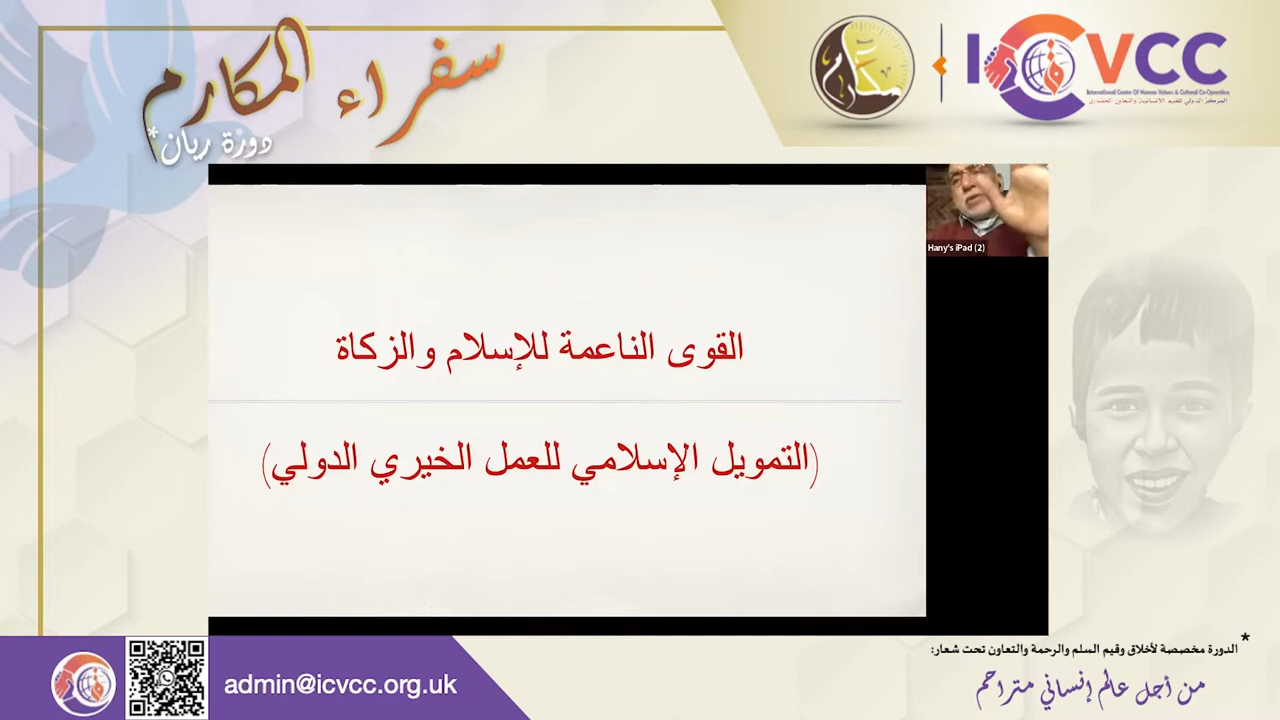 سفراء المكارم
دورة ريان*
مكارم
ICVCC
International Center Of Human Values & Cultural Co-Operation
المركز الدولي للقيم الإنسانية والتعاون الحضاري
Hany's iPad (2)
القوى الناعمة للإسلام والزكاة
(التمويل الإسلامي للعمل الخيري الدولي)
admin@icvcc.org.uk
* الدورة مخصصة لأخلاق وقيم السلم والرحمة والتعاون تحت شعار:
من أجل عالم إنساني متراحم